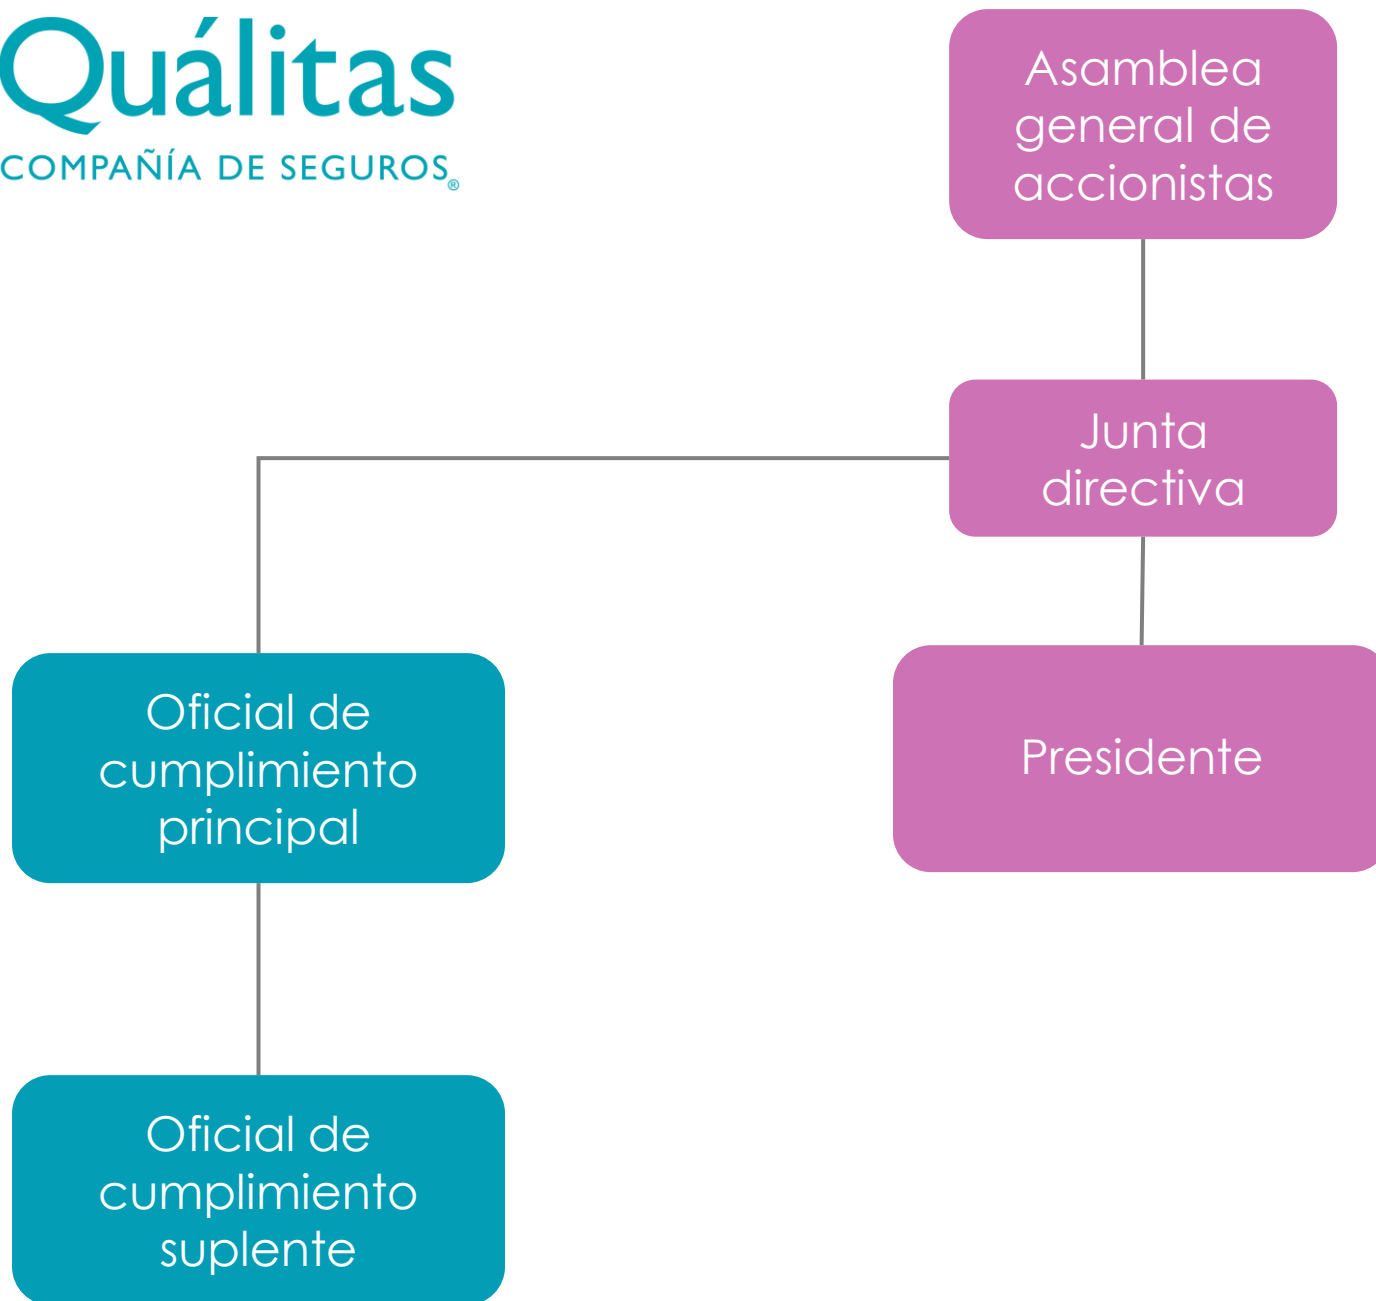 Quálitas
COMPAÑÍA DE SEGUROS®
Asamblea
general de
accionistas
Junta
directiva
Oficial de
cumplimiento
principal
Presidente
Oficial de
cumplimiento
suplente